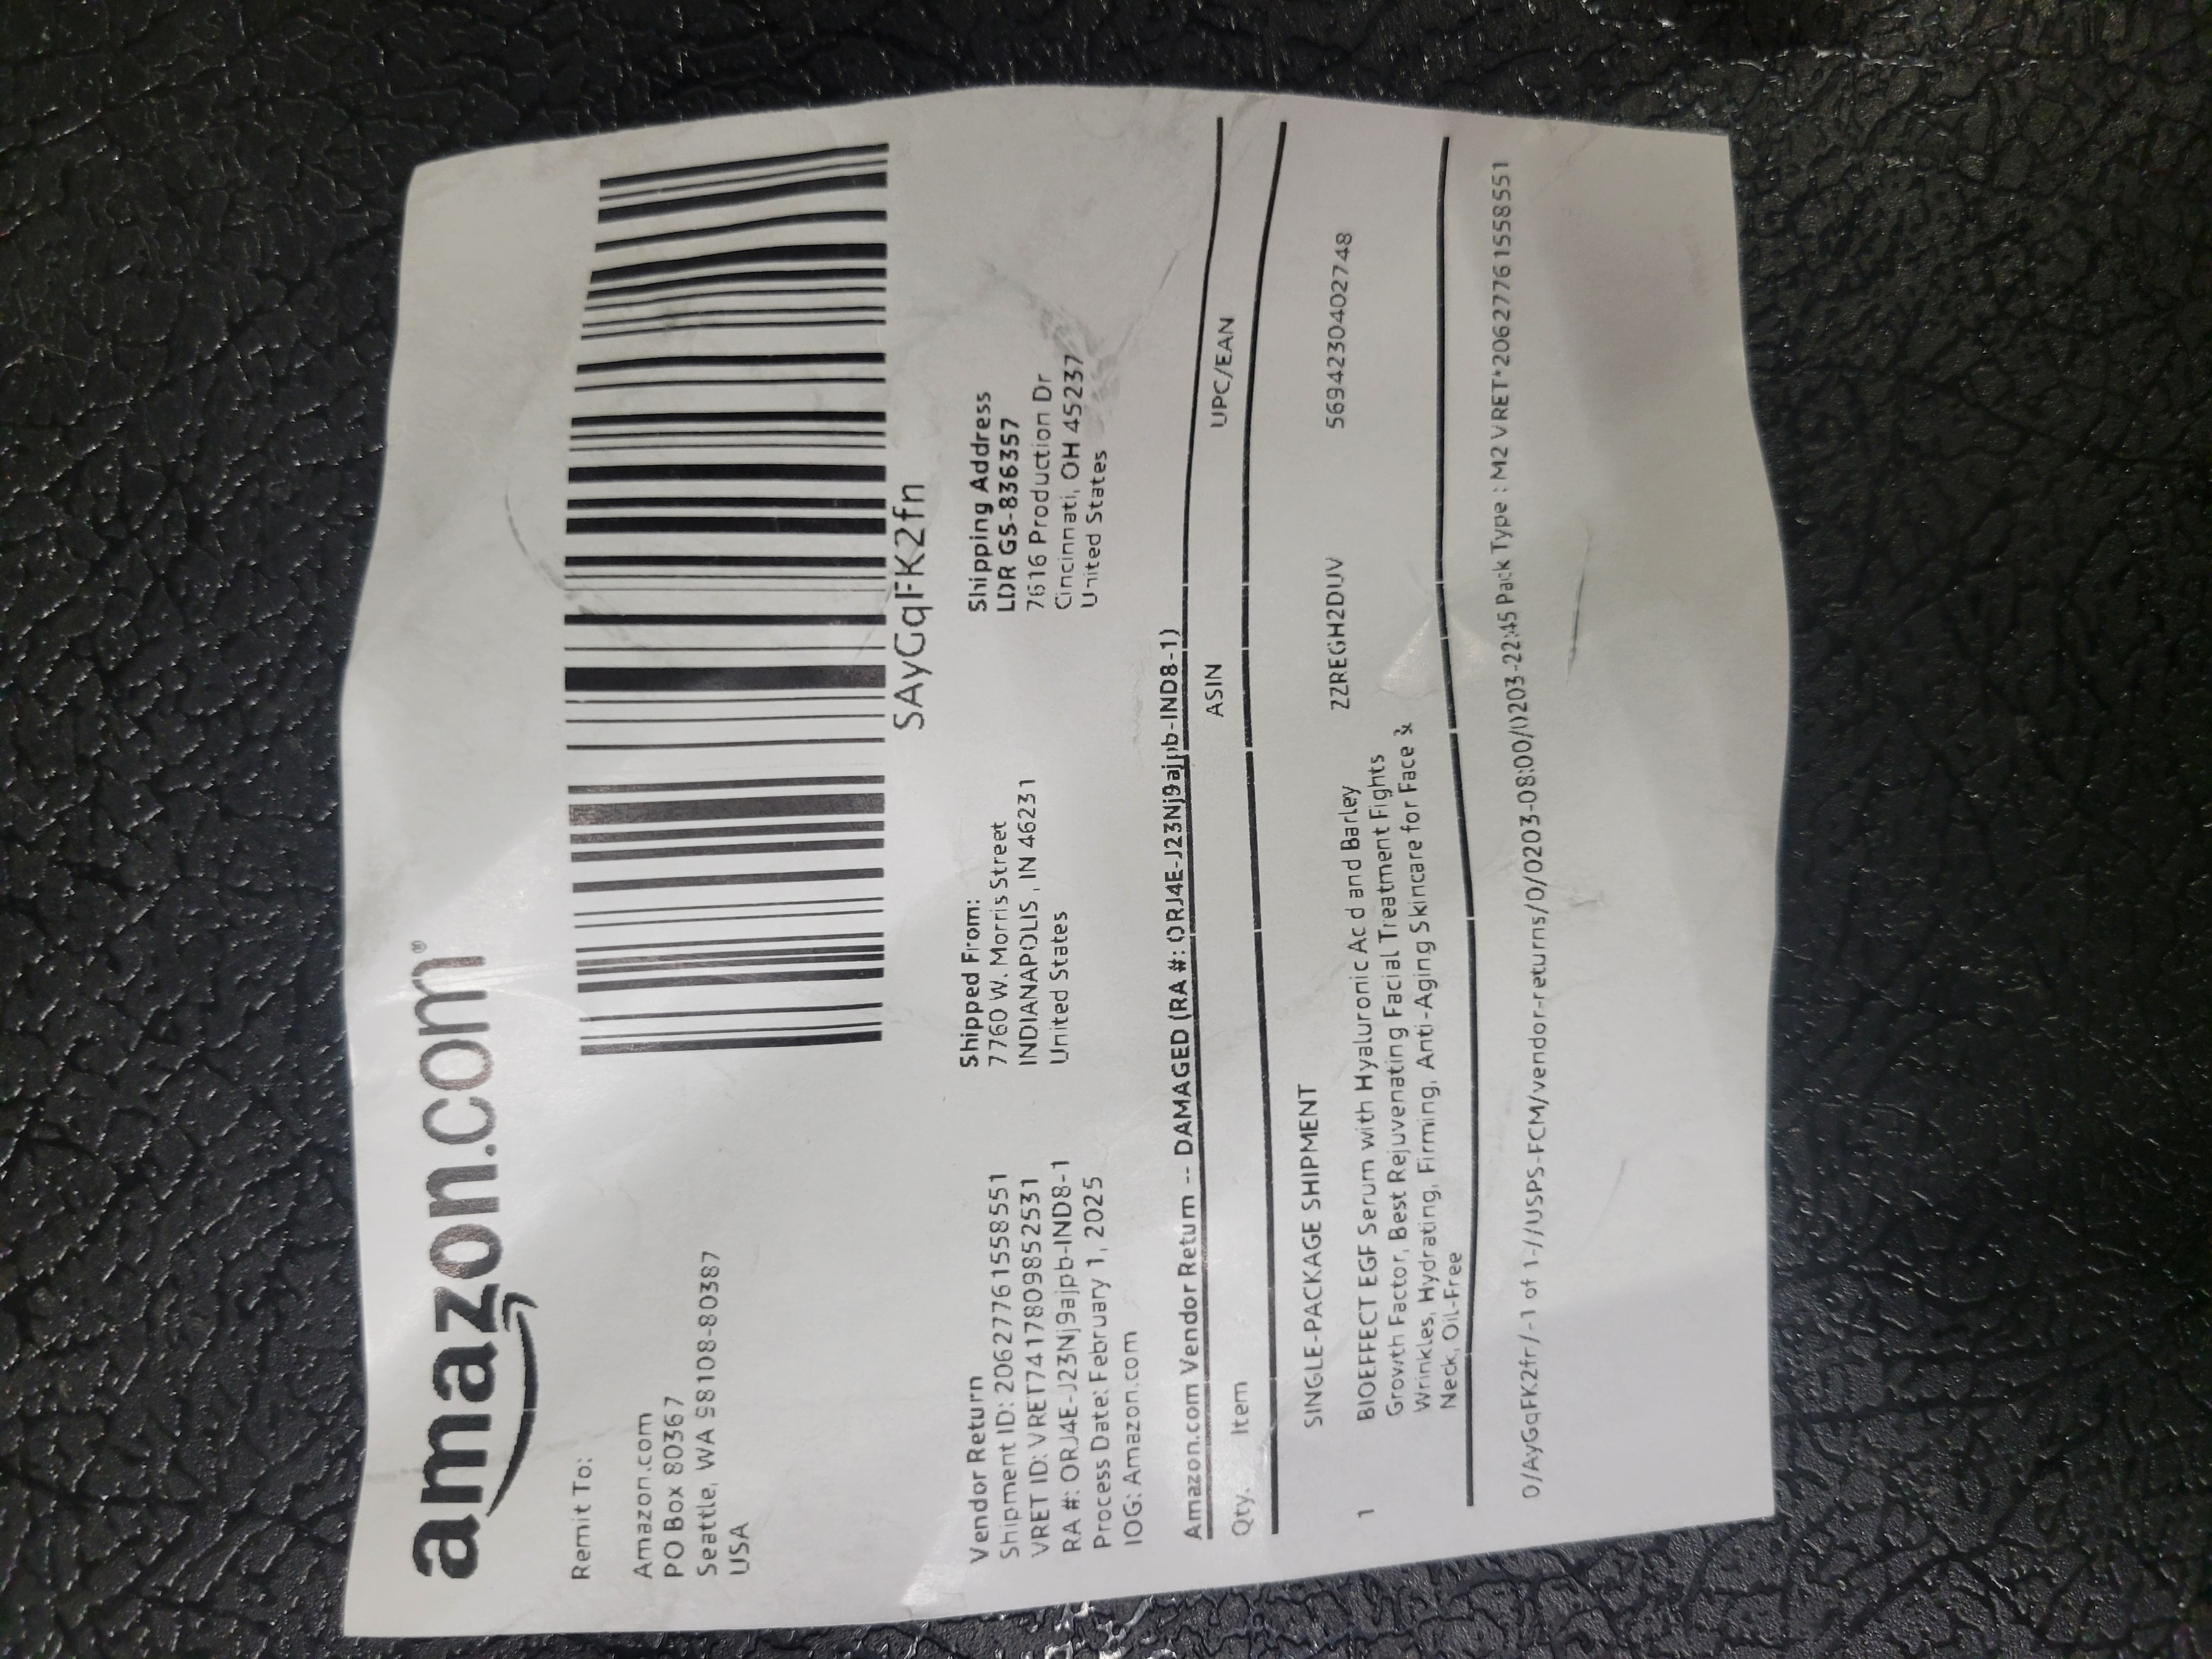 amazon.com®
Remit To:
Amazon.com
PO Box 80367
Seattle, WA 98108-80387
USA
SAyGqFK2fn
Vendor Return
Shipment ID: 20627761558551
VRET ID: VRET741780985 2531
RA #: ORJ4E-J23Nj9ajpb-IND8-1
Process Date: February 1, 2025
IOG: Amazon.com
Shipped From:
7760 W. Morris Street
INDIANAPOLIS, IN 46231
United States
Shipping Address
LDR GS-836357
7616 Production Dr
Cincinnati, OH 45237
United States
Amazon.com Vendor Return -- DAMAGED (RA #: ORJ4E-J23Nj9ajpb-IND8-1)
Qty. Item ASIN UPC/EAN
SINGLE-PACKAGE SHIPMENT
1 BIOEFFECT EGF Serum with Hyaluronic Ac d and Barley ZZREGH2DUV 5694230402748
Growth Factor, Best Rejuvenating Facial Treatment Fights
Wrinkles, Hydrating, Firming, Anti-Aging Skincare for Face &
Neck, Oil-Free
0/AyGqFK2fn/-1 of 1-//USPS-FCM/vendor-returns/0/0203-08:00/0203-22:45 Pack Type : M2 VRET*20627761558551